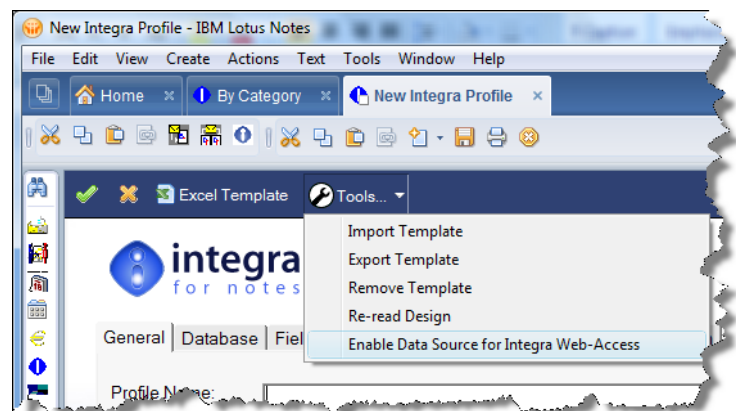 New Integra Profile - IBM Lotus Notes
File Edit View Create Actions Text Tools Window Help
Home By Category New Integra Profile
Excel Template Tools...
Import Template
Export Template
Remove Template
Re-read Design
Enable Data Source for Integra Web-Access
integra
for notes
General Database Fiel
Profile Name: